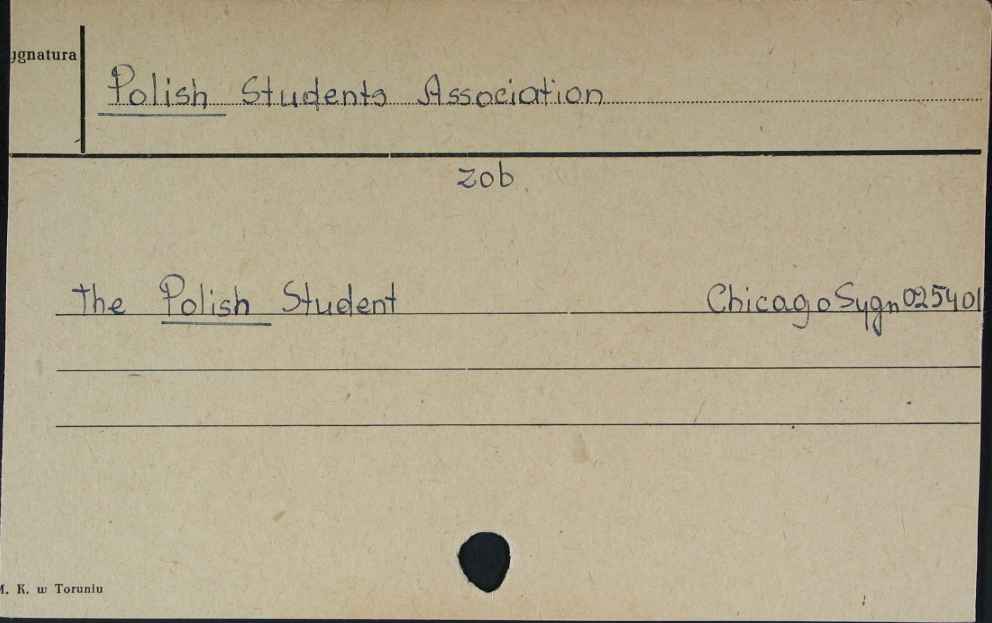 ygnatura
Polish Students Association
zob.
The Polish Student Chicago Sygn 025401
M. K. w Toruniu